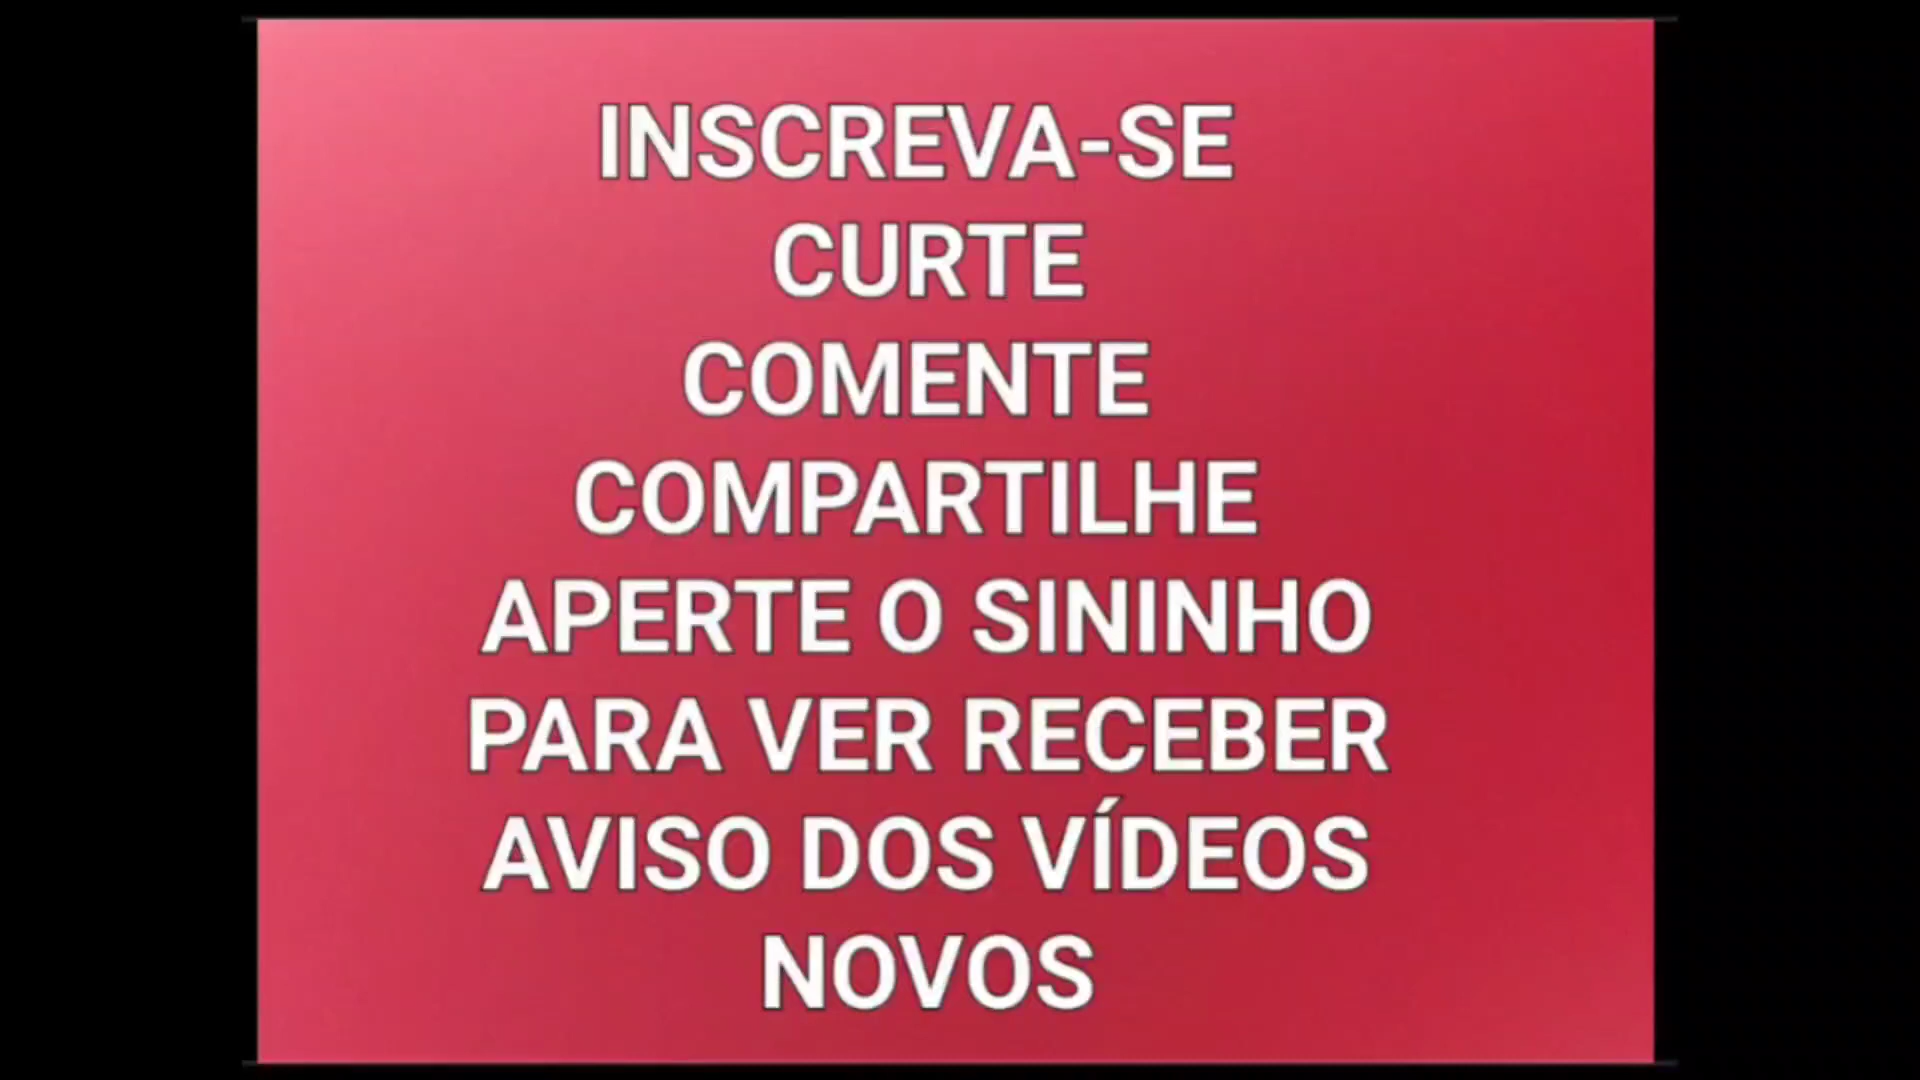 INSCREVA-SE
CURTE
COMENTE
COMPARTILHE
APERTE O SININHO
PARA VER RECEBER
AVISO DOS VÍDEOS
NOVOS